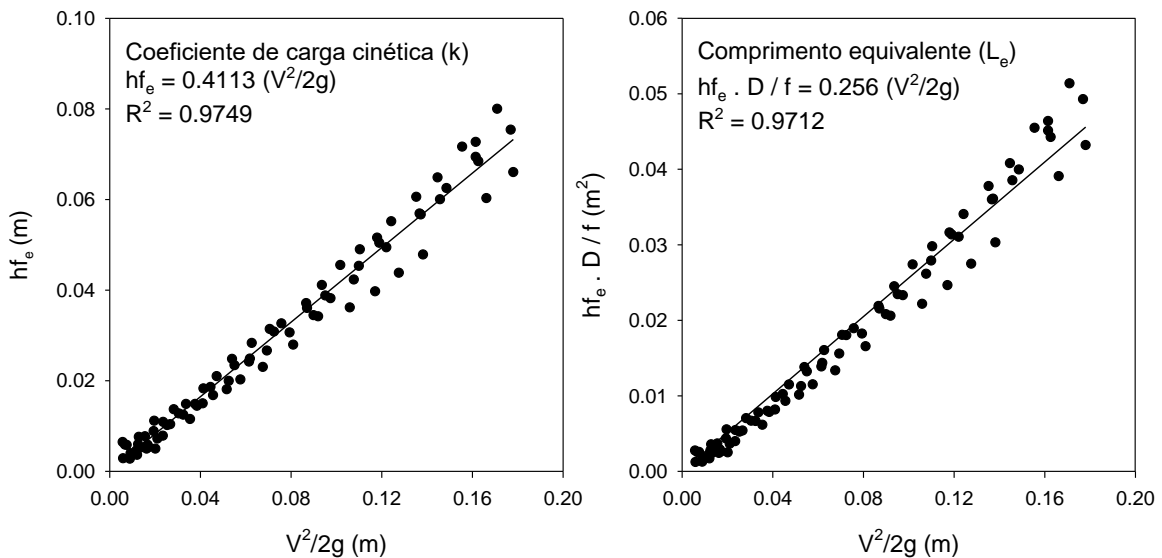 Coeficiente de carga cinética (k)
hfₑ = 0.4113 (V²/2g)
R² = 0.9749
hfₑ (m)
0.10
0.08
0.06
0.04
0.02
0.00
0.00 0.04 0.08 0.12 0.16 0.20
V²/2g (m)
Comprimento equivalente (Lₑ)
hfₑ . D / f = 0.256 (V²/2g)
R² = 0.9712
hfₑ . D / f (m²)
0.06
0.05
0.04
0.03
0.02
0.01
0.00
0.00 0.04 0.08 0.12 0.16 0.20
V²/2g (m)